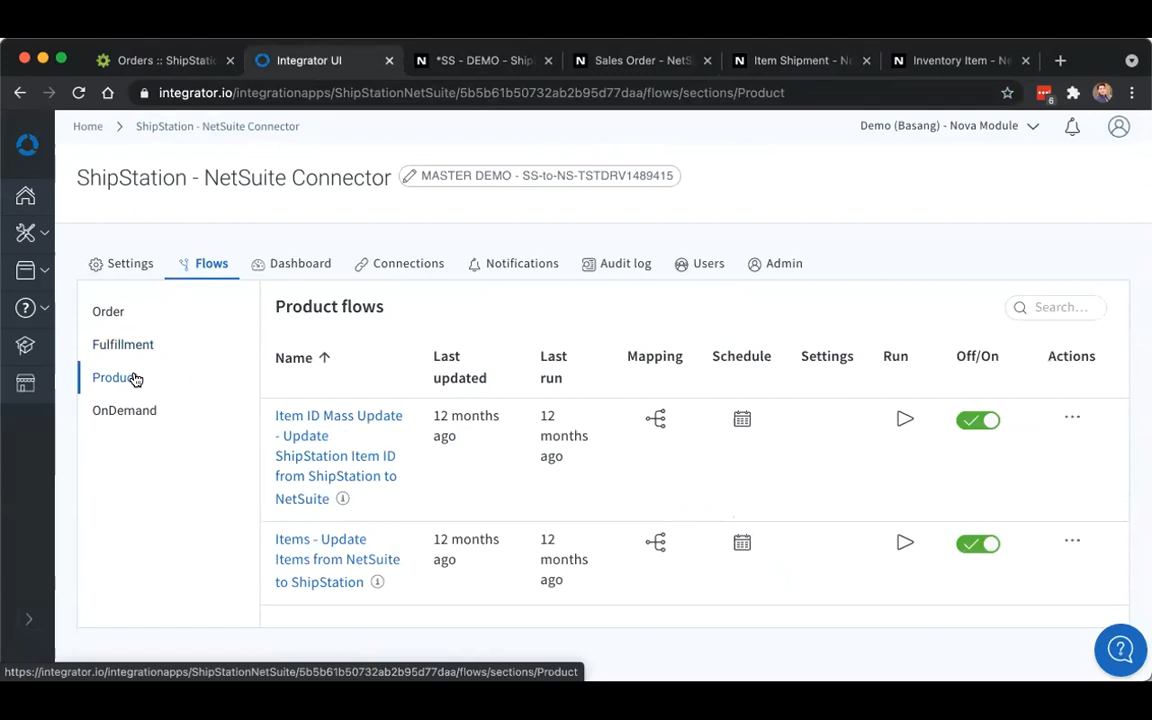 Orders :: ShipStatio
Integrator UI
*SS - DEMO - Ship
Sales Order - NetS
Item Shipment - N
Inventory Item - Ne
integrator.io/integrationapps/ShipStationNetSuite/5b5b61b50732ab2b95d77daa/flows/sections/Product
6
Home
ShipStation - NetSuite Connector
Demo (Basang) - Nova Module
ShipStation - NetSuite Connector
MASTER DEMO - SS-to-NS-TSTDRV1489415
Settings
Flows
Dashboard
Connections
Notifications
Audit log
Users
Admin
Order
Fulfillment
Product
OnDemand
Product flows
Search...
Name
Last updated
Last run
Mapping
Schedule
Settings
Run
Off/On
Actions
Item ID Mass Update
- Update
ShipStation Item ID
from ShipStation to
NetSuite
12 months
ago
12
months
ago
Items - Update
Items from NetSuite
to ShipStation
12 months
ago
12
months
ago
https://integrator.io/integrationapps/ShipStationNetSuite/5b5b61b50732ab2b95d77daa/flows/sections/Product